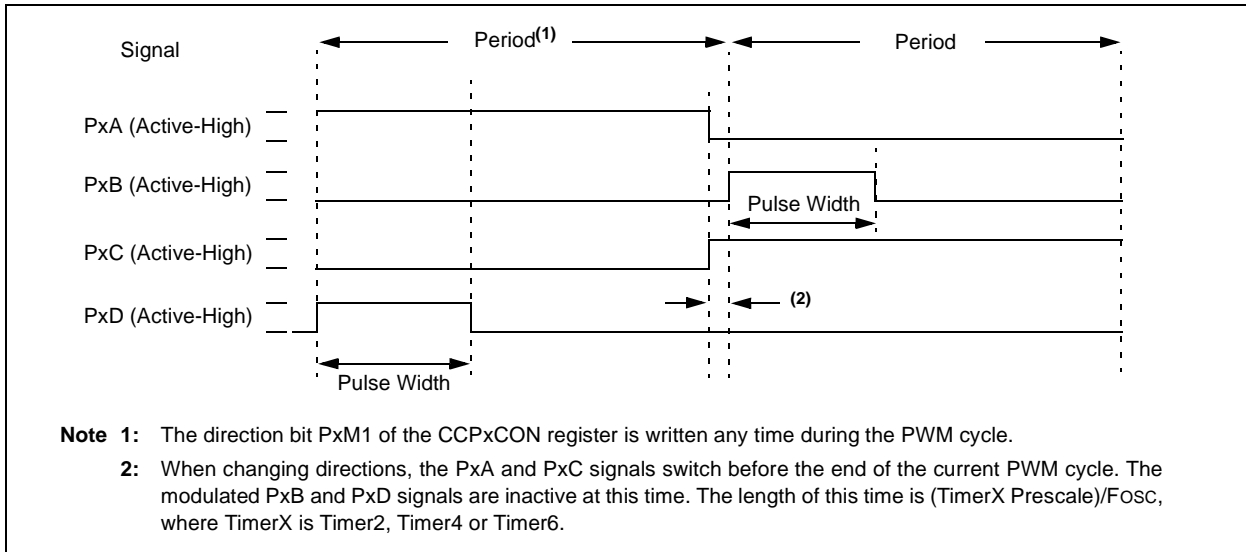 Signal
Period(1)
Period
PxA (Active-High)
PxB (Active-High)
Pulse Width
PxC (Active-High)
(2)
PxD (Active-High)
Pulse Width
Note 1: The direction bit PxM1 of the CCPxCON register is written any time during the PWM cycle.
2: When changing directions, the PxA and PxC signals switch before the end of the current PWM cycle. The
modulated PxB and PxD signals are inactive at this time. The length of this time is (TimerX Prescale)/FOSC,
where TimerX is Timer2, Timer4 or Timer6.